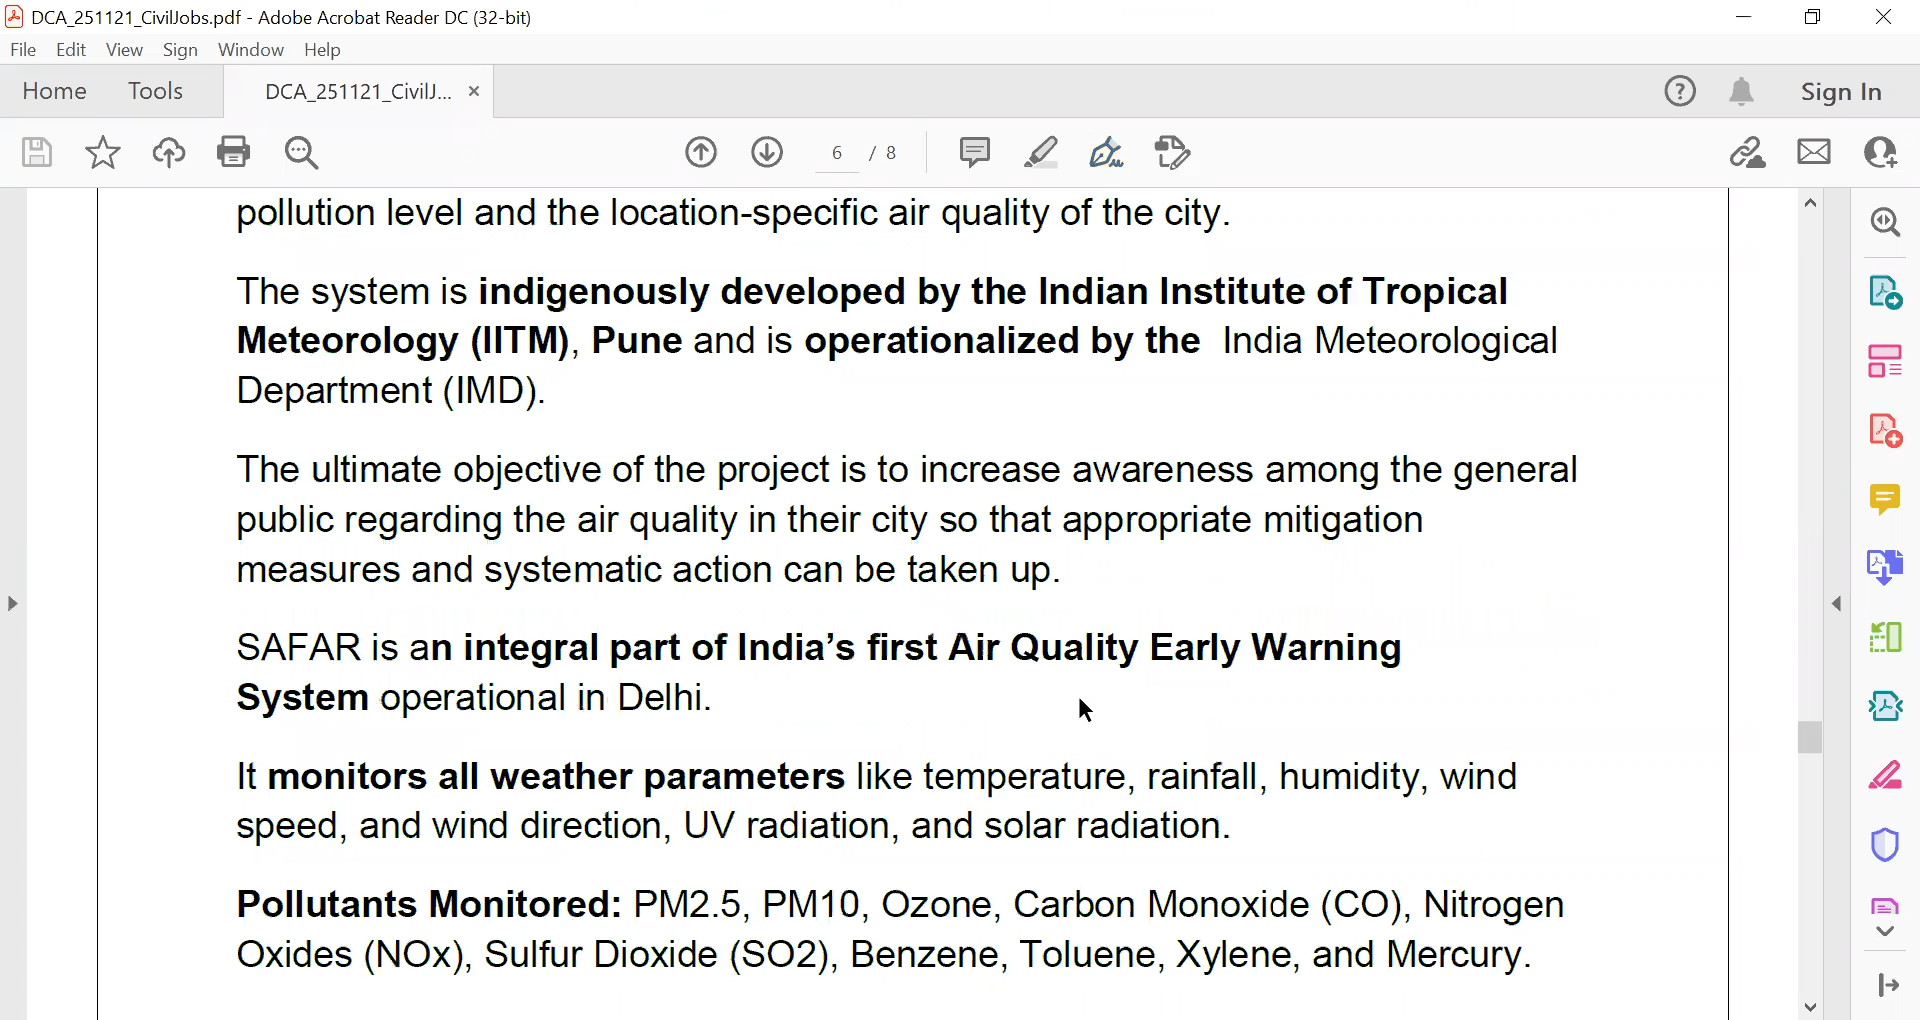 DCA_251121_CivilJobs.pdf - Adobe Acrobat Reader DC (32-bit)
File Edit View Sign Window Help
Home Tools DCA_251121_CivilJ... × Sign In
6 / 8
pollution level and the location-specific air quality of the city.
The system is indigenously developed by the Indian Institute of Tropical
Meteorology (IITM), Pune and is operationalized by the India Meteorological
Department (IMD).
The ultimate objective of the project is to increase awareness among the general
public regarding the air quality in their city so that appropriate mitigation
measures and systematic action can be taken up.
SAFAR is an integral part of India’s first Air Quality Early Warning
System operational in Delhi.
It monitors all weather parameters like temperature, rainfall, humidity, wind
speed, and wind direction, UV radiation, and solar radiation.
Pollutants Monitored: PM2.5, PM10, Ozone, Carbon Monoxide (CO), Nitrogen
Oxides (NOx), Sulfur Dioxide (SO2), Benzene, Toluene, Xylene, and Mercury.